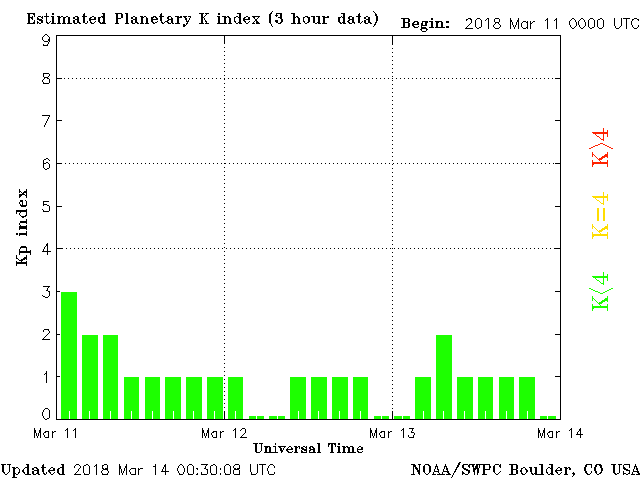 Estimated Planetary K index (3 hour data)
Begin: 2018 Mar 11 0000 UTC
9
8
7
6
5
4
3
2
1
0
Kp index
K>4
K=4
K<4
Mar 11
Mar 12
Mar 13
Mar 14
Universal Time
Updated 2018 Mar 14 00:30:08 UTC
NOAA/SWPC Boulder, CO USA